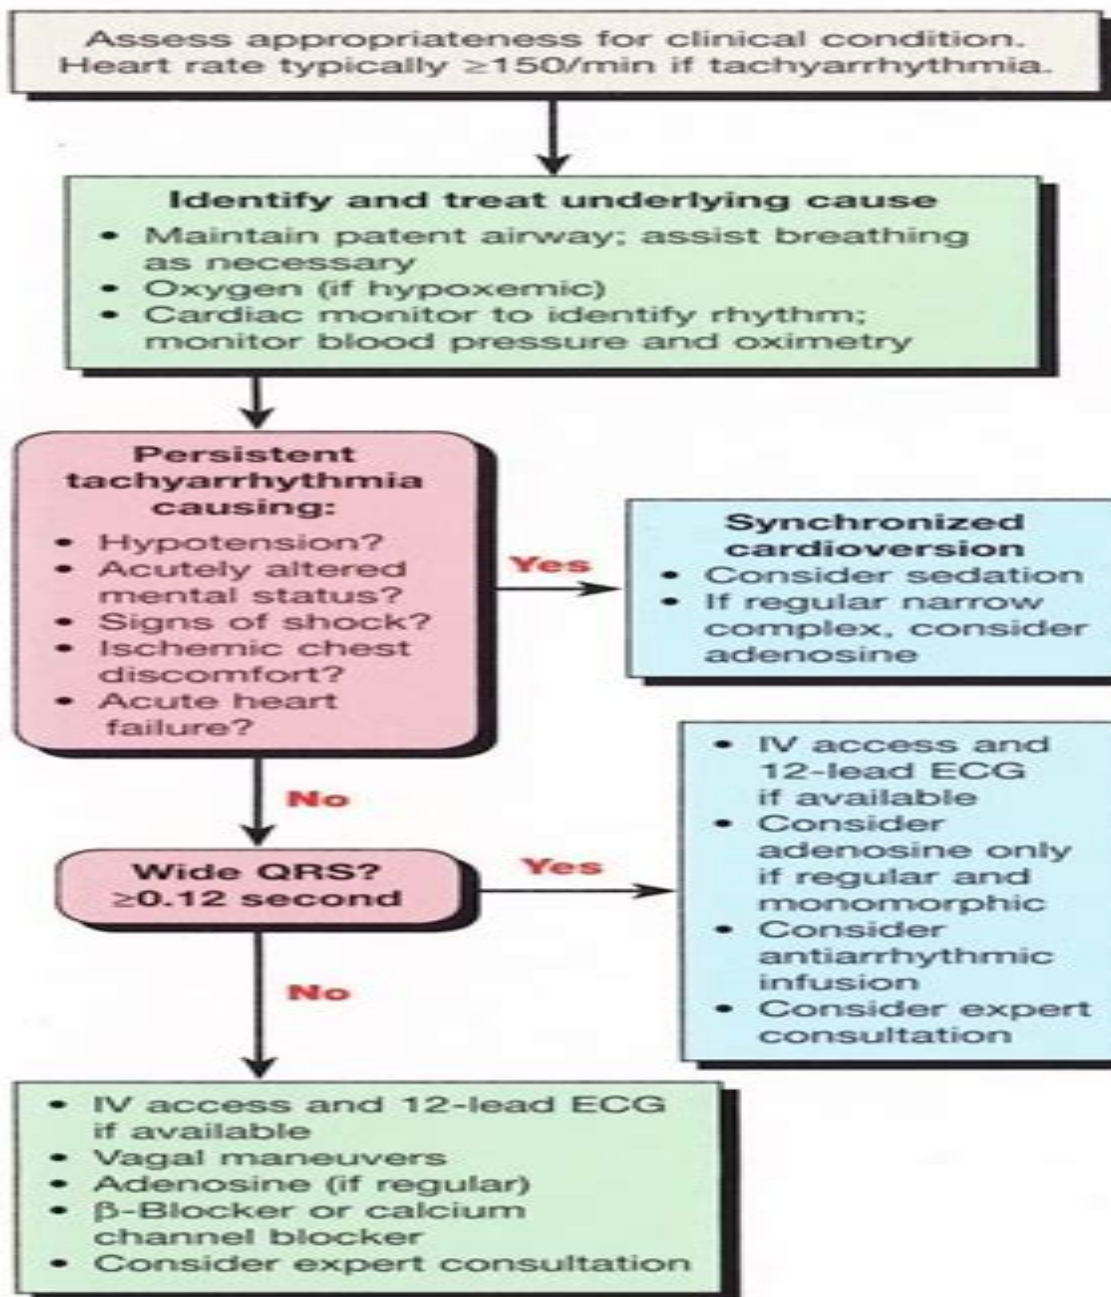 Assess appropriateness for clinical condition.
Heart rate typically ≥150/min if tachyarrhythmia.
Identify and treat underlying cause
• Maintain patent airway; assist breathing
as necessary
• Oxygen (if hypoxemic)
• Cardiac monitor to identify rhythm;
monitor blood pressure and oximetry
Persistent
tachyarrhythmia
causing:
• Hypotension?
• Acutely altered
mental status?
• Signs of shock?
• Ischemic chest
discomfort?
• Acute heart
failure?
Yes
Synchronized
cardioversion
• Consider sedation
• If regular narrow
complex, consider
adenosine
No
Wide QRS?
≥0.12 second
Yes
• IV access and
12-lead ECG
if available
• Consider
adenosine only
if regular and
monomorphic
• Consider
antiarrhythmic
infusion
• Consider expert
consultation
No
• IV access and 12-lead ECG
if available
• Vagal maneuvers
• Adenosine (if regular)
• β-Blocker or calcium
channel blocker
• Consider expert consultation